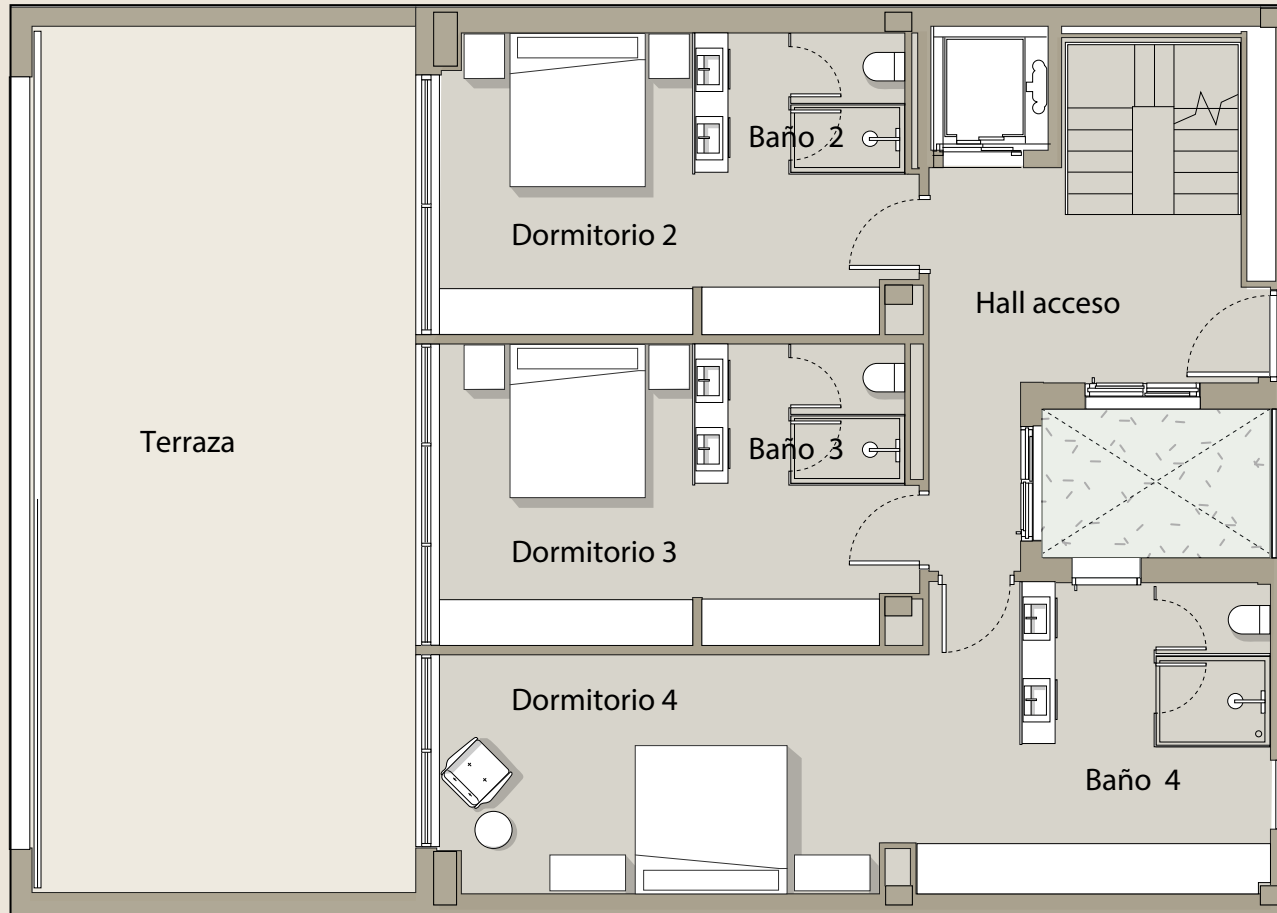 Baño 2
Dormitorio 2
Hall acceso
Terraza
Baño 3
Dormitorio 3
Dormitorio 4
Baño 4